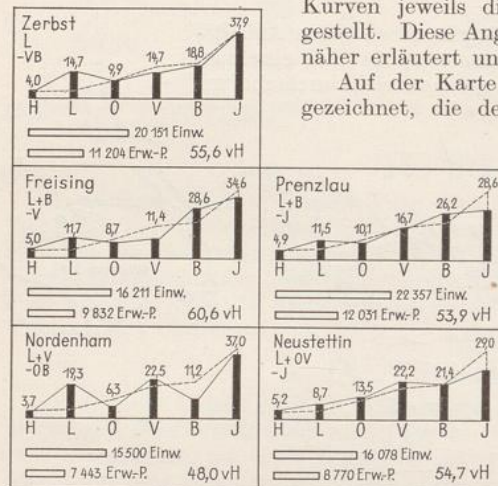 Zerbst
L
-VB
37,9
18,8
14,7 14,7
9,9
4,0
H L O V B J
20 151 Einw.
11 204 Erw.-P. 55,6 vH
Kurven jeweils di
gestellt. Diese Ang
näher erläutert un
Auf der Karte
gezeichnet, die de
Freising
L+B
-V
34,6
28,6
11,7 11,4
8,7
5,0
H L O V B J
16 211 Einw.
9 832 Erw.-P. 60,6 vH
Prenzlau
L+B
-J
28,6
26,2
16,7
11,5 10,1
4,9
H L O V B J
22 357 Einw.
12 031 Erw.-P. 53,9 vH
Nordenham
L+V
-OB
37,0
22,5
19,3
11,2
6,3
3,7
H L O V B J
15 500 Einw.
7 443 Erw.-P. 48,0 vH
Neustettin
L+OV
-J
29,0
22,2 21,4
13,5
8,7
5,2
H L O V B J
16 078 Einw.
8 770 Erw.-P. 54,7 vH